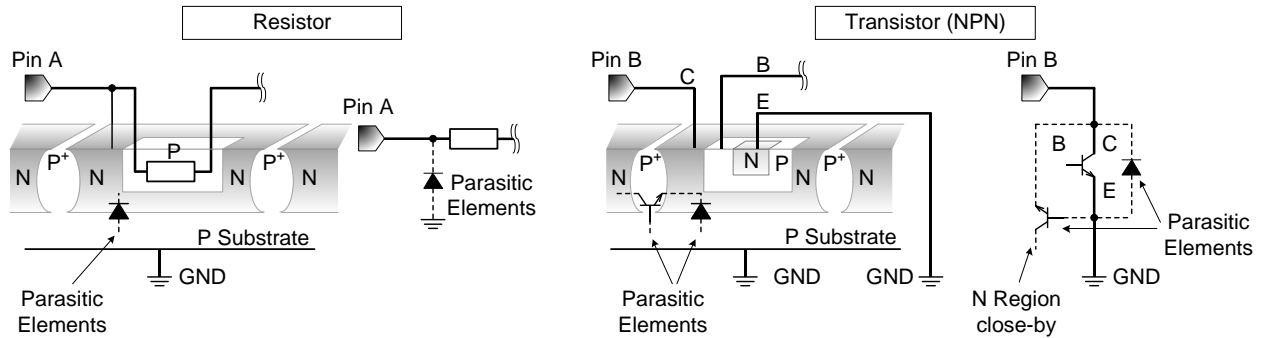 Resistor
Transistor (NPN)
Pin A
Pin A
N
P+
N
P
N
P+
N
Parasitic
Elements
P Substrate
GND
Parasitic
Elements
Pin B
C
B
E
N
P+
N
N
P
N
P+
N
P Substrate
GND
GND
Parasitic
Elements
Pin B
B
C
E
Parasitic
Elements
GND
N Region
close-by